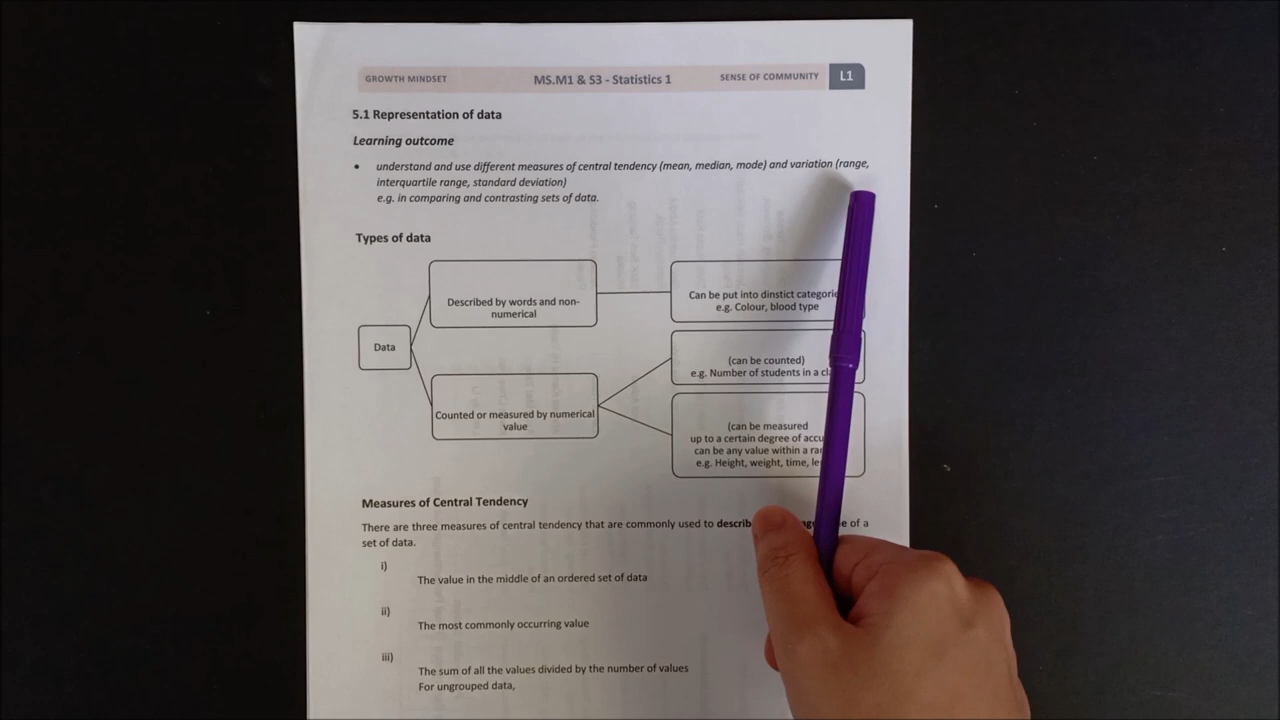 GROWTH MINDSET MS.M1 & S3 - Statistics 1 SENSE OF COMMUNITY L1
5.1 Representation of data
Learning outcome
• understand and use different measures of central tendency (mean, median, mode) and variation (range,
interquartile range, standard deviation)
e.g. in comparing and contrasting sets of data.
Types of data
Data
Described by words and non-
numerical
Can be put into dinstict
e.g. Colour, blood type
Counted or measured by numerical
value
(can be counted)
e.g. Number of students in a
(can be measured
up to a certain degree of
can be any value within a
e.g. Height, weight, time,
Measures of Central Tendency
There are three measures of central tendency that are commonly used to of a
set of data.
i)
The value in the middle of an ordered set of data
ii)
The most commonly occurring value
iii)
The sum of all the values divided by the number of values
For ungrouped data,